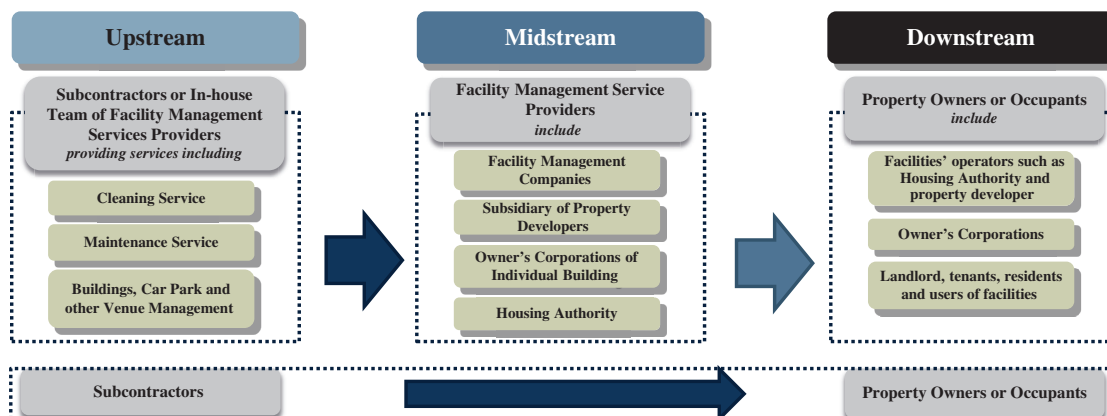 Upstream
Midstream
Downstream
Subcontractors or In-house
Team of Facility Management
Services Providers
providing services including
Cleaning Service
Maintenance Service
Buildings, Car Park and
other Venue Management
Facility Management Service
Providers
include
Facility Management
Companies
Subsidiary of Property
Developers
Owner's Corporations of
Individual Building
Housing Authority
Property Owners or Occupants
include
Facilities' operators such as
Housing Authority and
property developer
Owner's Corporations
Landlord, tenants, residents
and users of facilities
Subcontractors
Property Owners or Occupants